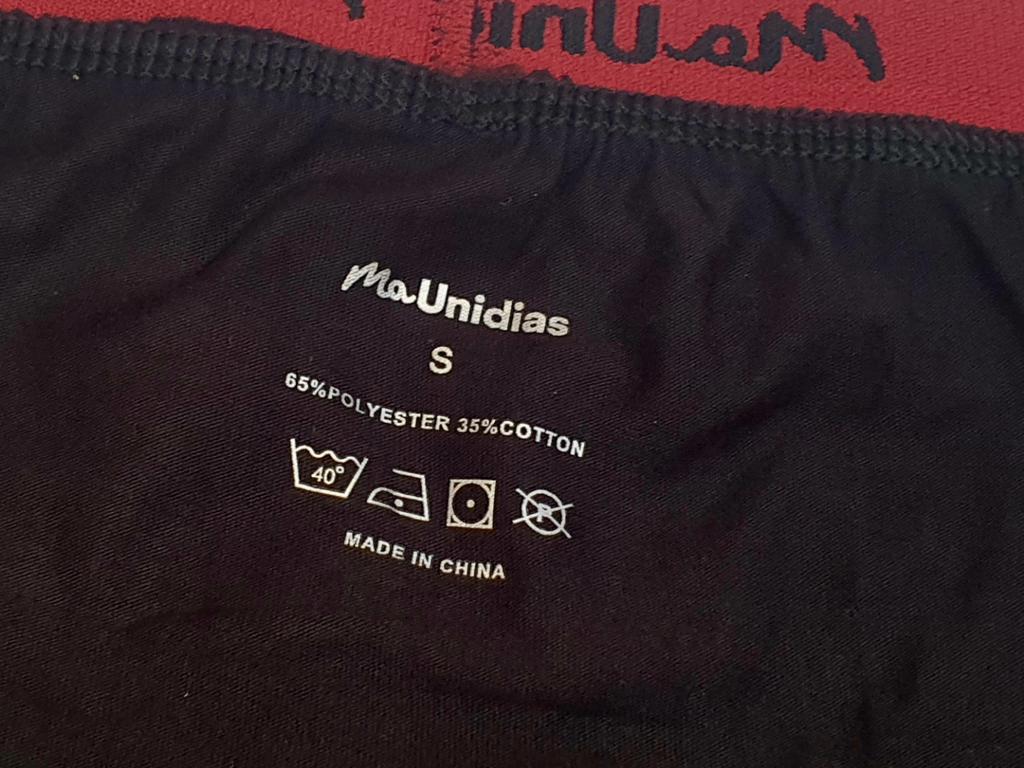 MaUnidias
S
65%POLYESTER 35%COTTON
40°
P
MADE IN CHINA